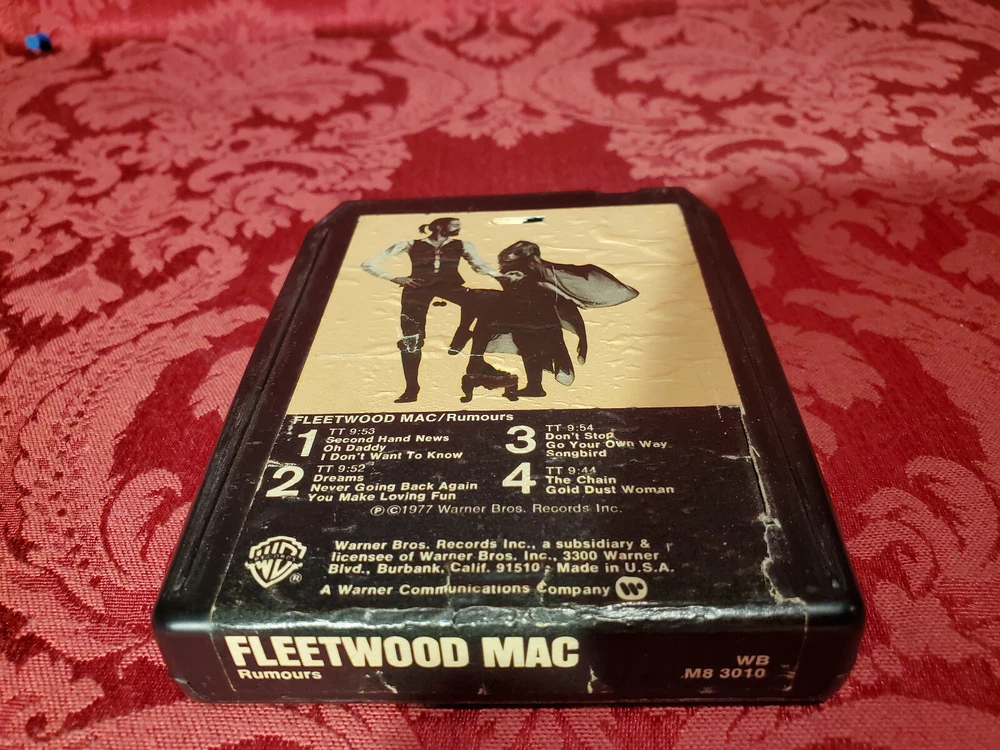 FLEETWOOD MAC/Rumours
1 TT 9:53
Second Hand News
Oh Daddy
I Don't Want To Know
2 TT 9:52
Dreams
Never Going Back Again
You Make Loving Fun
3 TT 9:54
Don't Stop
Go Your Own Way
Songbird
4 TT 9:44
The Chain
Gold Dust Woman
℗©1977 Warner Bros. Records Inc.
WB
RECORDS
®
Warner Bros. Records Inc., a subsidiary &
licensee of Warner Bros. Inc., 3300 Warner
Blvd., Burbank, Calif. 91510 - Made in U.S.A.
A Warner Communications Company
FLEETWOOD MAC
Rumours
WB
M8 3010